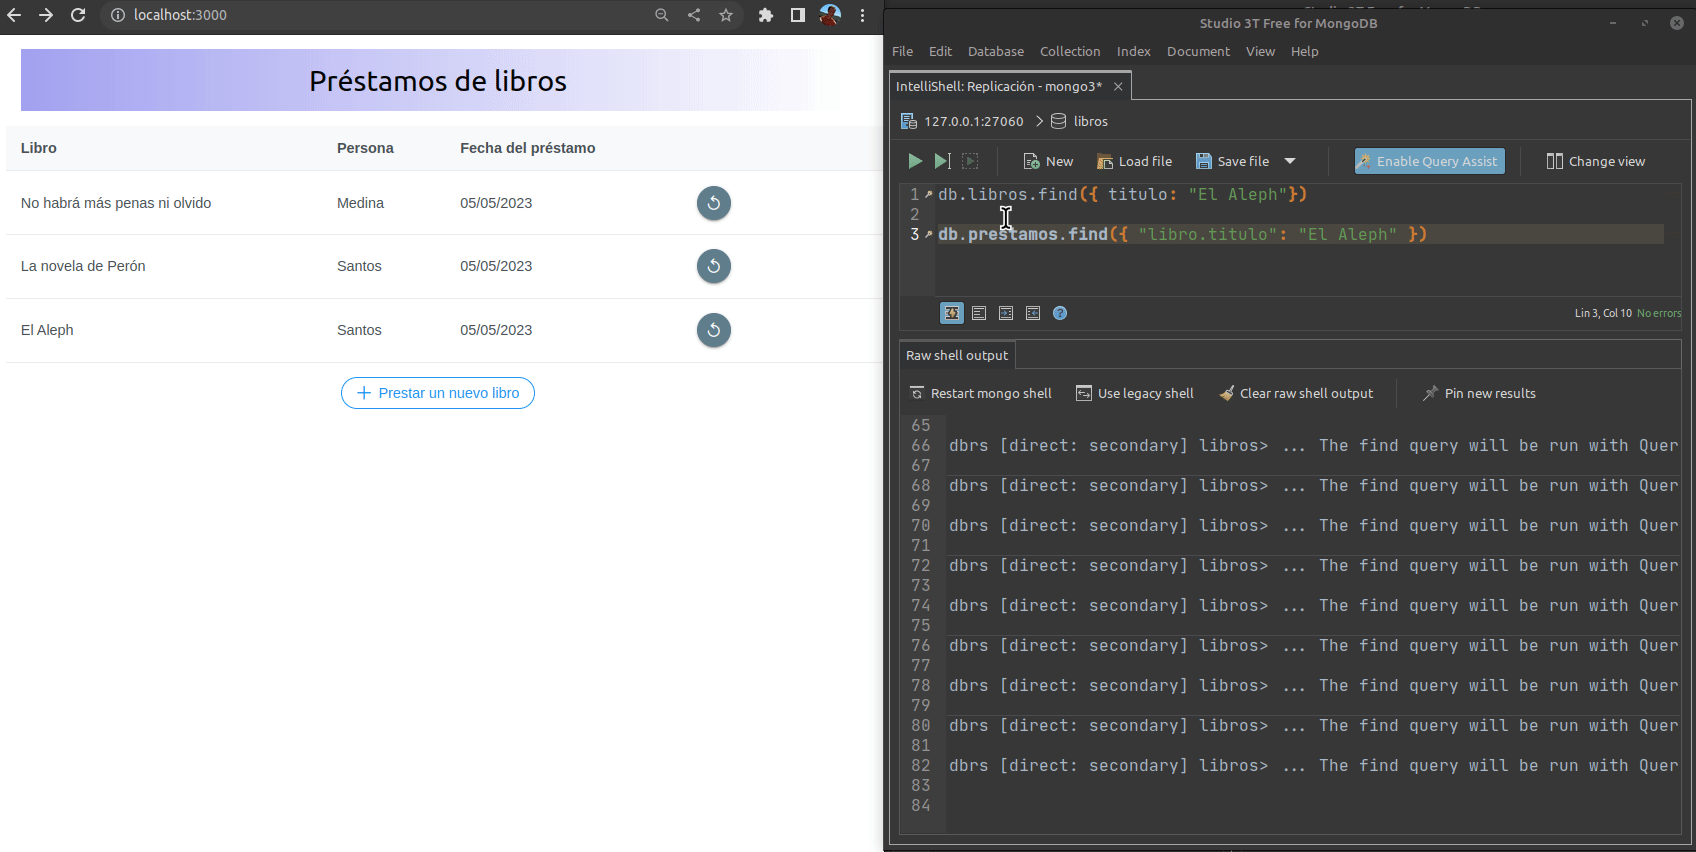 localhost:3000
Préstamos de libros
Libro Persona Fecha del préstamo
No habrá más penas ni olvido Medina 05/05/2023
La novela de Perón Santos 05/05/2023
El Aleph Santos 05/05/2023
Prestar un nuevo libro
Studio 3T Free for MongoDB
File Edit Database Collection Index Document View Help
IntelliShell: Replicación - mongo3*
127.0.0.1:27060 libros
New Load file Save file Enable Query Assist Change view
1 db.libros.find({ titulo: "El Aleph"})
2
3 db.prestamos.find({ "libro.titulo": "El Aleph" })
Lin 3, Col 10 No errors
Raw shell output
Restart mongo shell Use legacy shell Clear raw shell output Pin new results
65
66 dbrs [direct: secondary] libros> ... The find query will be run with Quer
67
68 dbrs [direct: secondary] libros> ... The find query will be run with Quer
69
70 dbrs [direct: secondary] libros> ... The find query will be run with Quer
71
72 dbrs [direct: secondary] libros> ... The find query will be run with Quer
73
74 dbrs [direct: secondary] libros> ... The find query will be run with Quer
75
76 dbrs [direct: secondary] libros> ... The find query will be run with Quer
77
78 dbrs [direct: secondary] libros> ... The find query will be run with Quer
79
80 dbrs [direct: secondary] libros> ... The find query will be run with Quer
81
82 dbrs [direct: secondary] libros> ... The find query will be run with Quer
83
84